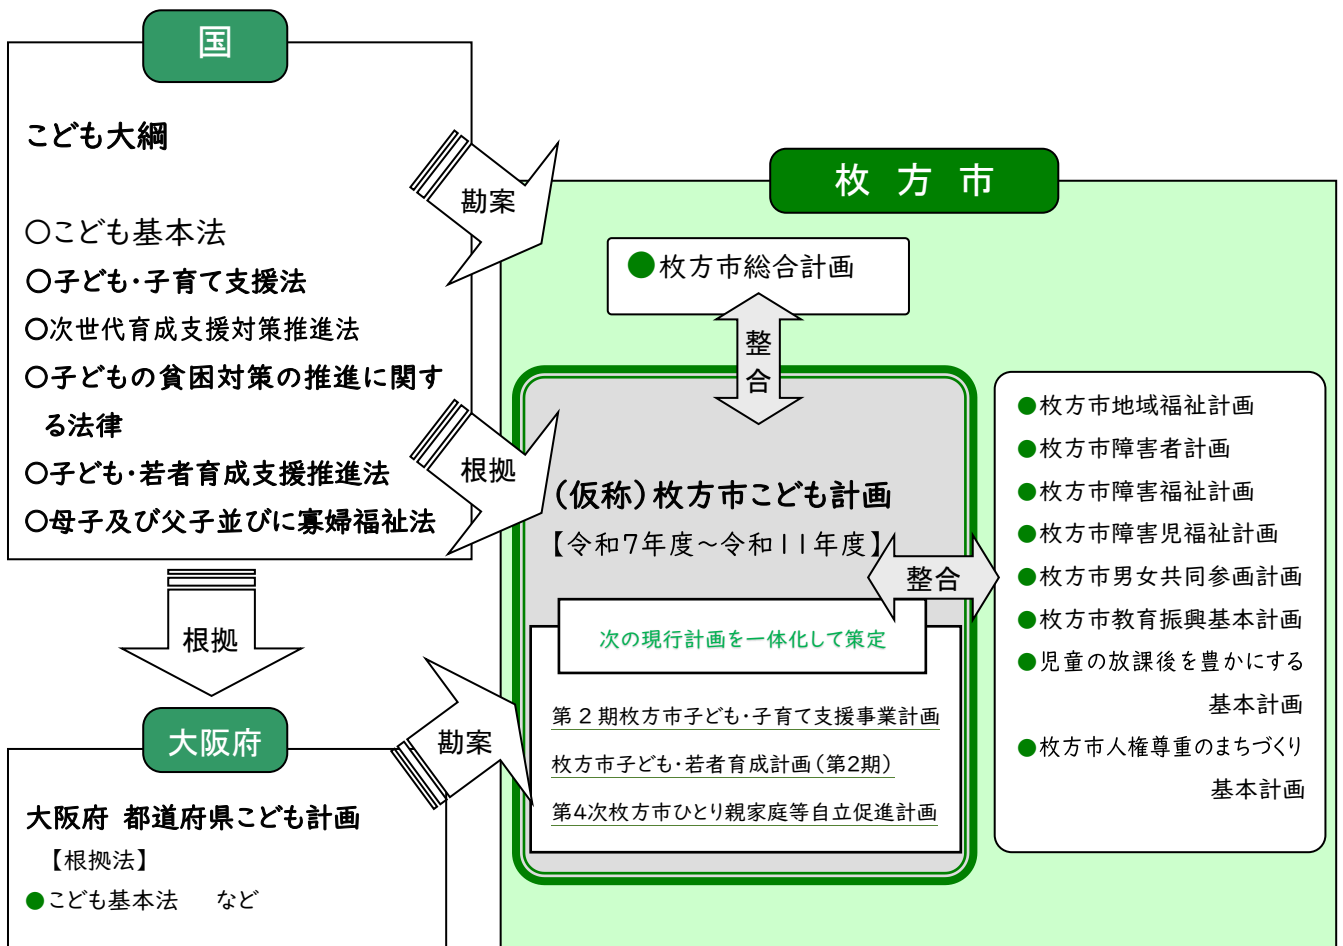 国
こども大綱
○こども基本法
○子ども・子育て支援法
○次世代育成支援対策推進法
○子どもの貧困対策の推進に関す
る法律
○子ども・若者育成支援推進法
○母子及び父子並びに寡婦福祉法
勘案
根拠
根拠
大阪府
大阪府 都道府県こども計画
【根拠法】
●こども基本法 など
勘案
枚 方 市
●枚方市総合計画
整
合
(仮称)枚方市こども計画
【令和7年度~令和11年度】
整合
次の現行計画を一体化して策定
第2期枚方市子ども・子育て支援事業計画
枚方市子ども・若者育成計画(第2期)
第4次枚方市ひとり親家庭等自立促進計画
●枚方市地域福祉計画
●枚方市障害者計画
●枚方市障害福祉計画
●枚方市障害児福祉計画
●枚方市男女共同参画計画
●枚方市教育振興基本計画
●児童の放課後を豊かにする
基本計画
●枚方市人権尊重のまちづくり
基本計画